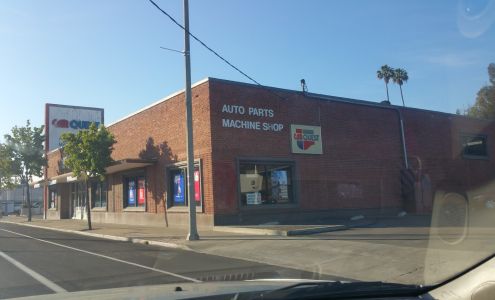 CARQUEST
AUTO PARTS
MACHINE SHOP
CARQUEST